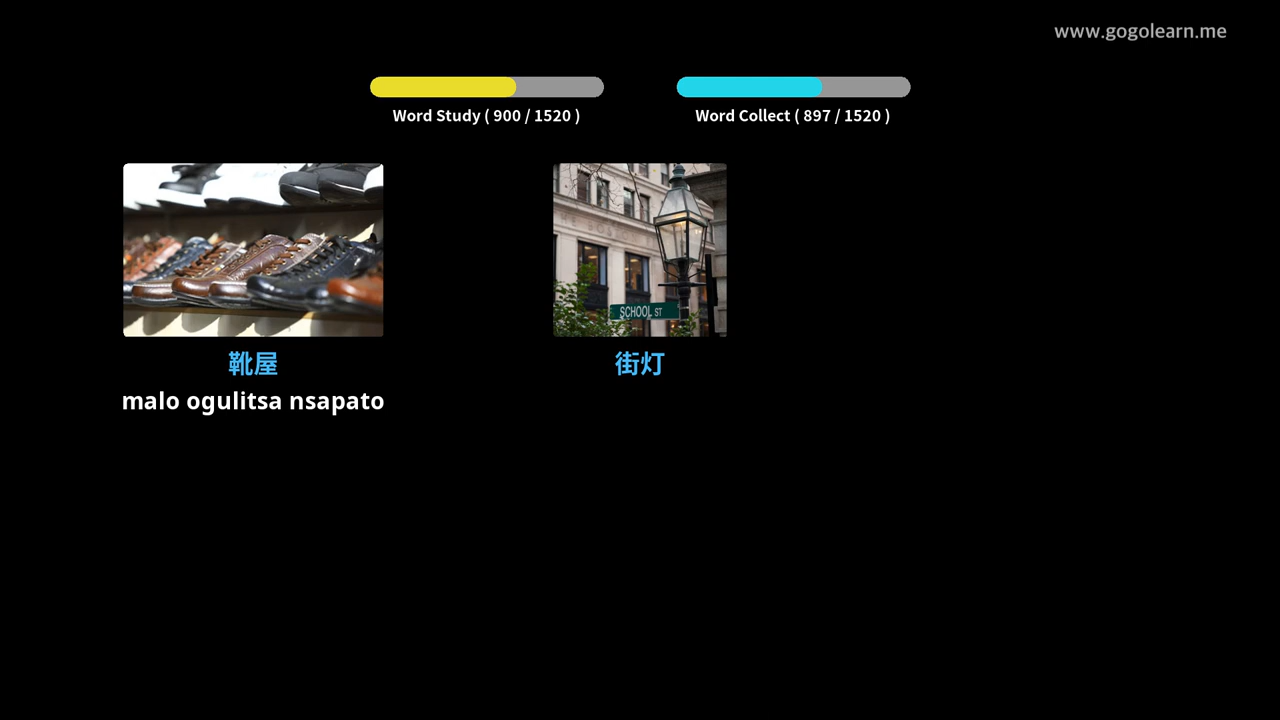 www.gogolearn.me
Word Study ( 900 / 1520 )
Word Collect ( 897 / 1520 )
SCHOOL ST
靴屋
街灯
malo ogulitsa nsapato